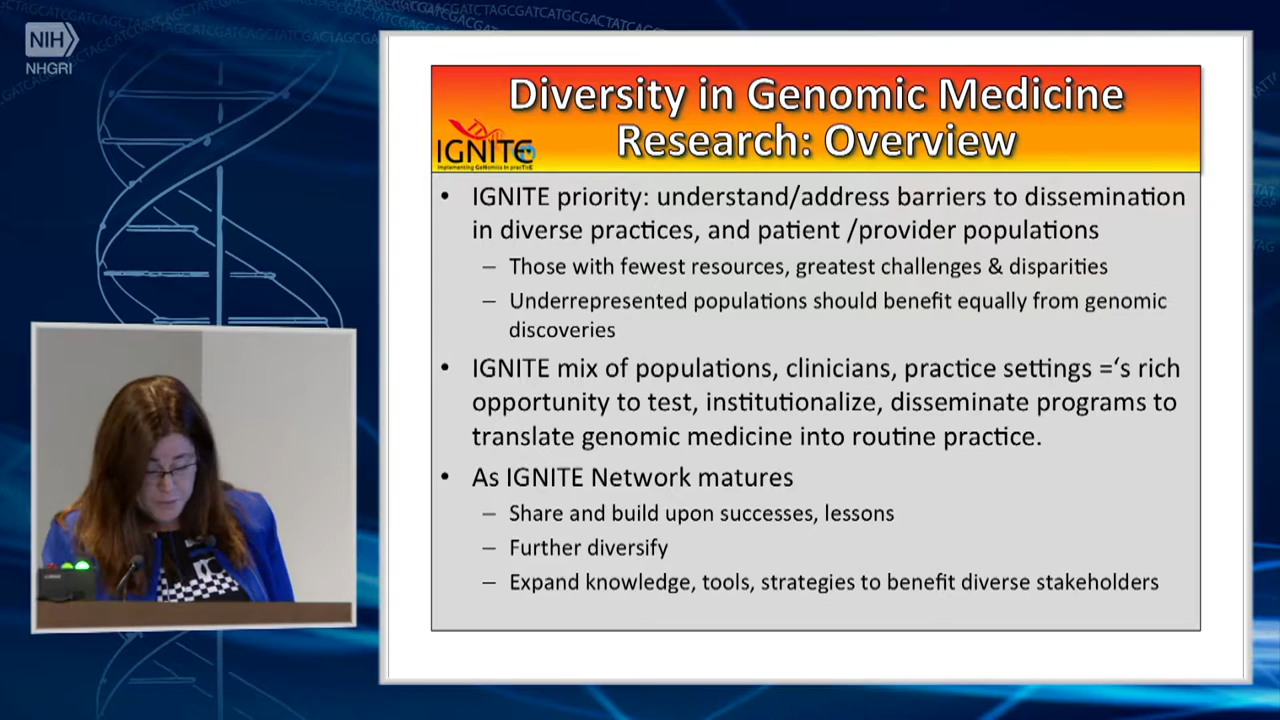 NIH
NHGRI
Diversity in Genomic Medicine
Research: Overview
IGNITE
Implementing GeNomics In pracTicE
• IGNITE priority: understand/address barriers to dissemination
in diverse practices, and patient /provider populations
– Those with fewest resources, greatest challenges & disparities
– Underrepresented populations should benefit equally from genomic
discoveries
• IGNITE mix of populations, clinicians, practice settings =‘s rich
opportunity to test, institutionalize, disseminate programs to
translate genomic medicine into routine practice.
• As IGNITE Network matures
– Share and build upon successes, lessons
– Further diversify
– Expand knowledge, tools, strategies to benefit diverse stakeholders